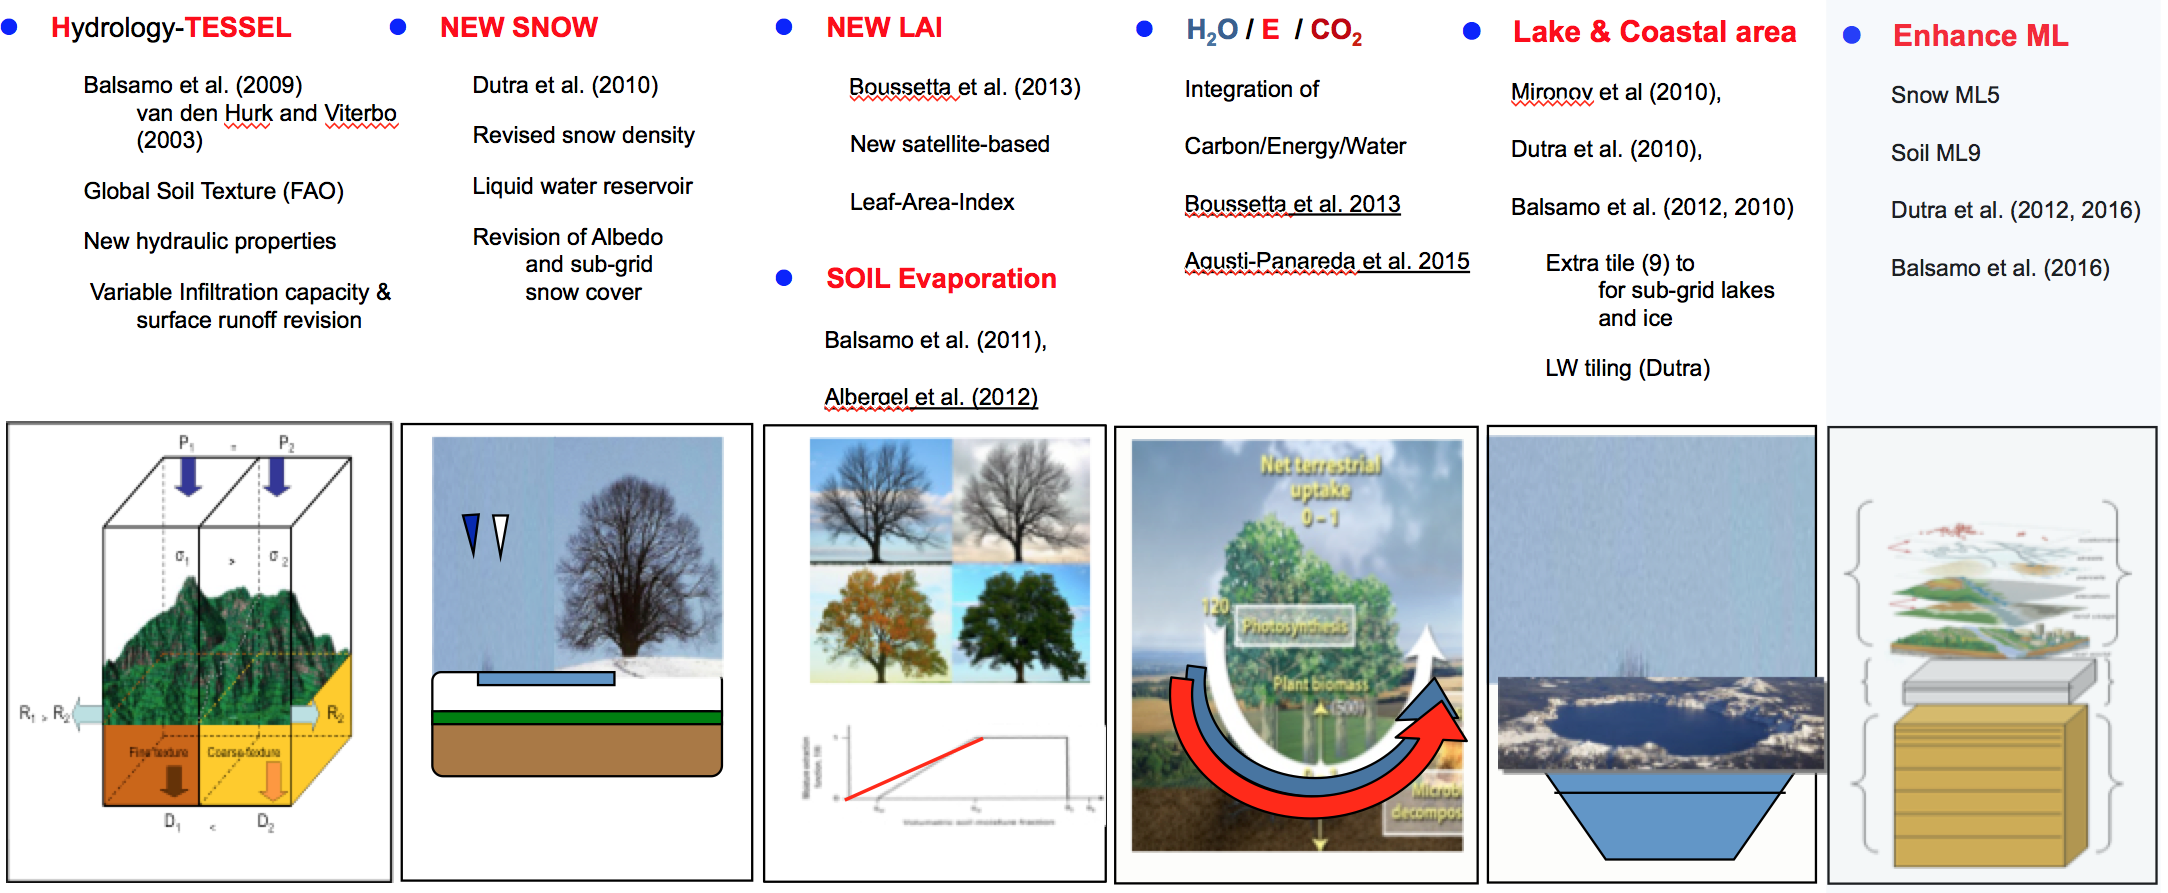 Hydrology-TESSEL
Balsamo et al. (2009)
van den Hurk and Viterbo
(2003)
Global Soil Texture (FAO)
New hydraulic properties
Variable Infiltration capacity &
surface runoff revision
NEW SNOW
Dutra et al. (2010)
Revised snow density
Liquid water reservoir
Revision of Albedo
and sub-grid
snow cover
NEW LAI
Boussetta et al. (2013)
New satellite-based
Leaf-Area-Index
SOIL Evaporation
Balsamo et al. (2011),
Albergel et al. (2012)
H₂O / E / CO₂
Integration of
Carbon/Energy/Water
Boussetta et al. 2013
Agusti-Panareda et al. 2015
Lake & Coastal area
Mironov et al (2010),
Dutra et al. (2010),
Balsamo et al. (2012, 2010)
Extra tile (9) to
for sub-grid lakes
and ice
LW tiling (Dutra)
Enhance ML
Snow ML5
Soil ML9
Dutra et al. (2012, 2016)
Balsamo et al. (2016)
P₁ = P₂
σ₁ > σ₂
R₁ > R₂
R₂
Fine texture
Coarse texture
D₁ < D₂
Volumetric soil moisture fraction
Net terrestrial
uptake
0 – 1
120
Photosynthesis
Plant biomass
(500)
Microb
decompos